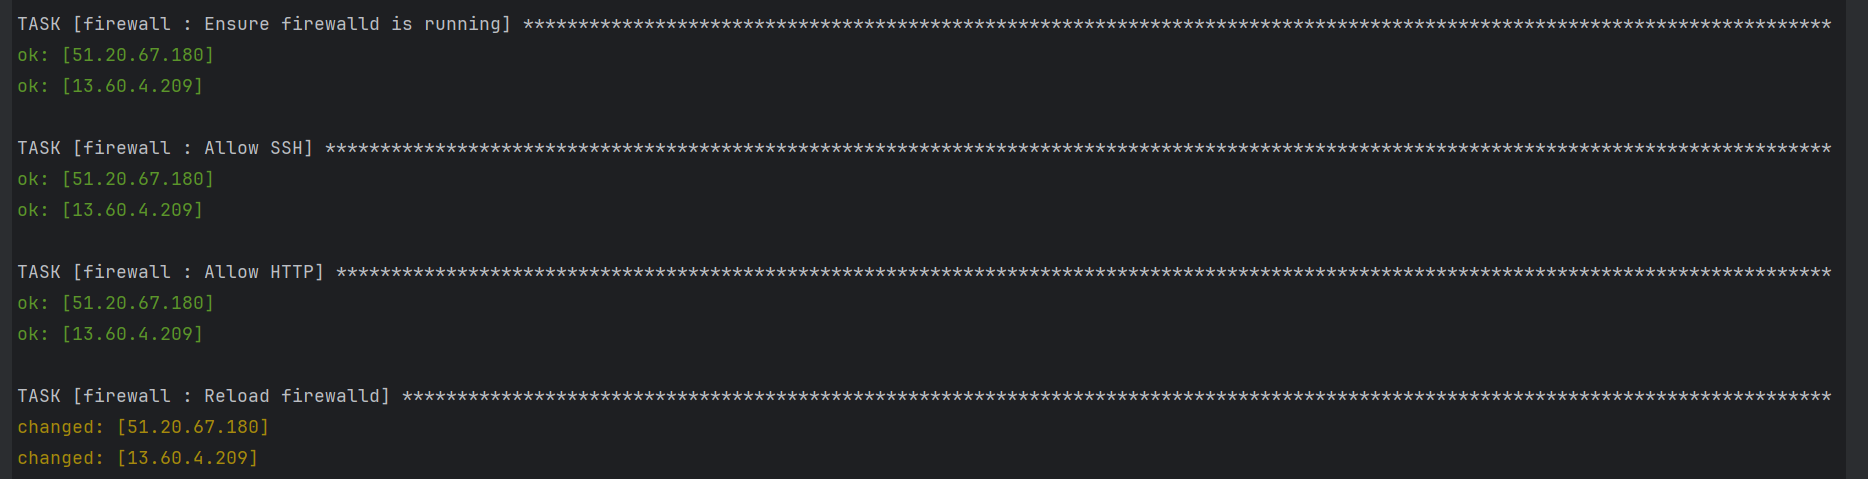 TASK [firewall : Ensure firewalld is running] ***********************************************************************************************************************
ok: [51.20.67.180]
ok: [13.60.4.209]
TASK [firewall : Allow SSH] *****************************************************************************************************************************************
ok: [51.20.67.180]
ok: [13.60.4.209]
TASK [firewall : Allow HTTP] ****************************************************************************************************************************************
ok: [51.20.67.180]
ok: [13.60.4.209]
TASK [firewall : Reload firewalld] **********************************************************************************************************************************
changed: [51.20.67.180]
changed: [13.60.4.209]